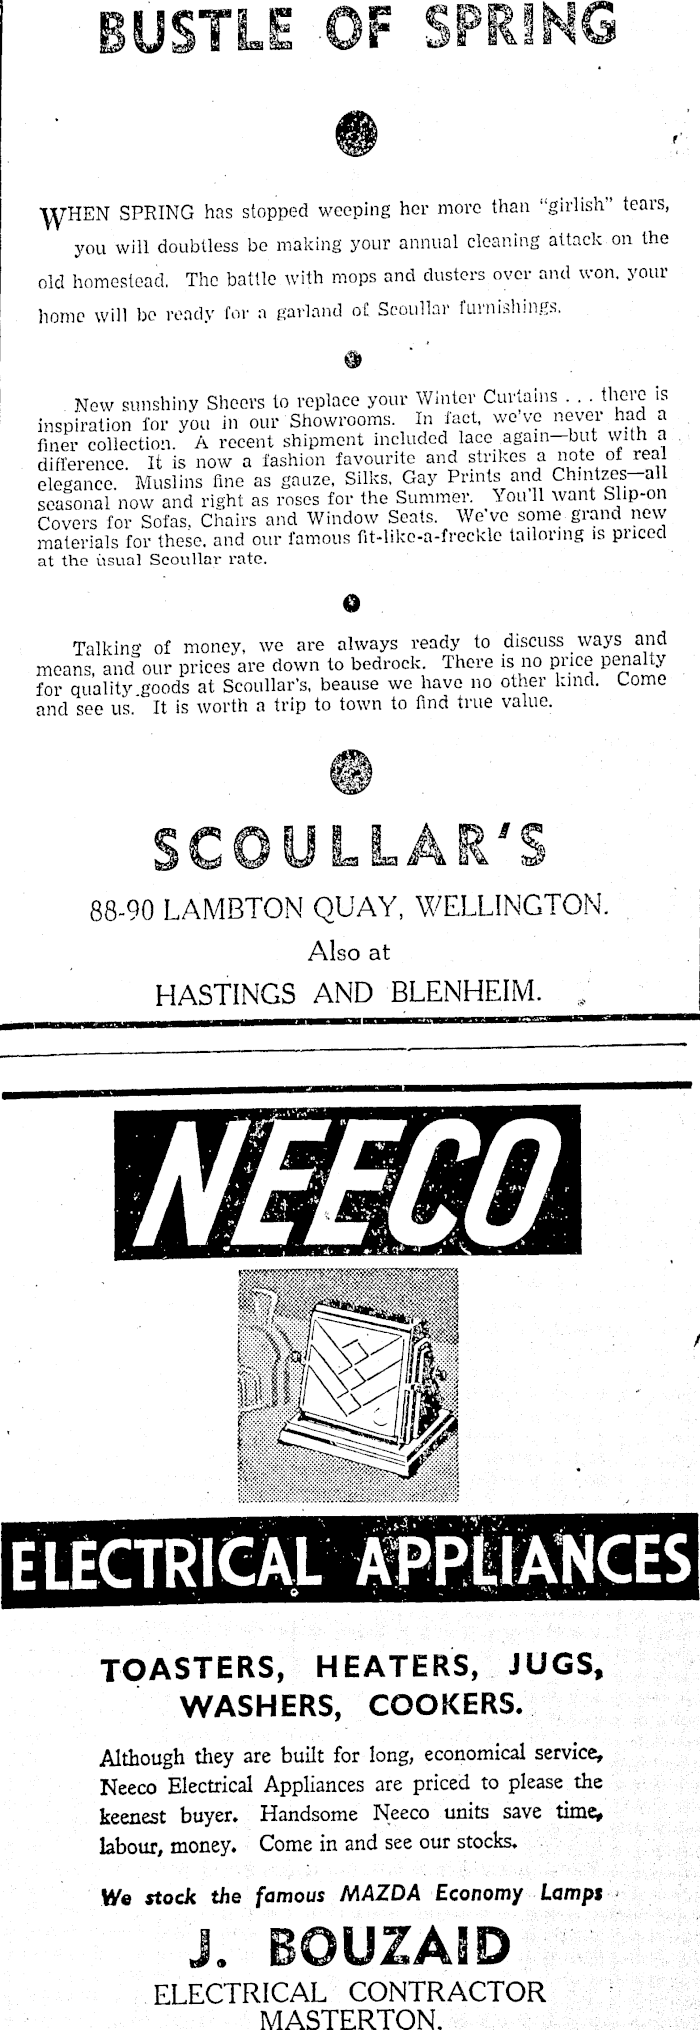 BUSTLE OF SPRING
WHEN SPRING has stopped weeping her more than “girlish” tears,
you will doubtless be making your annual cleaning attack on the
old homestead. The battle with mops and dusters over and won, your
home will be ready for a garland of Scoullar furnishings.
New sunshiny Sheers to replace your Winter Curtains . . . there is
inspiration for you in our Showrooms. In fact, we've never had a
finer collection. A recent shipment included lace again—but with a
difference. It is now a fashion favourite and strikes a note of real
elegance. Muslins fine as gauze, Silks, Gay Prints and Chintzes—all
seasonal now and right as roses for the Summer. You'll want Slip-on
Covers for Sofas, Chairs and Window Seats. We've some grand new
materials for these, and our famous fit-like-a-freckle tailoring is priced
at the usual Scoullar rate.
Talking of money, we are always ready to discuss ways and
means, and our prices are down to bedrock. There is no price penalty
for quality goods at Scoullar's, beause we have no other kind. Come
and see us. It is worth a trip to town to find true value.
SCOULLAR'S
88-90 LAMBTON QUAY, WELLINGTON.
Also at
HASTINGS AND BLENHEIM.
NEECO
ELECTRICAL APPLIANCES
TOASTERS, HEATERS, JUGS,
WASHERS, COOKERS.
Although they are built for long, economical service,
Neeco Electrical Appliances are priced to please the
keenest buyer. Handsome Neeco units save time,
labour, money. Come in and see our stocks.
We stock the famous MAZDA Economy Lamps
J. BOUZAID
ELECTRICAL CONTRACTOR
MASTERTON.